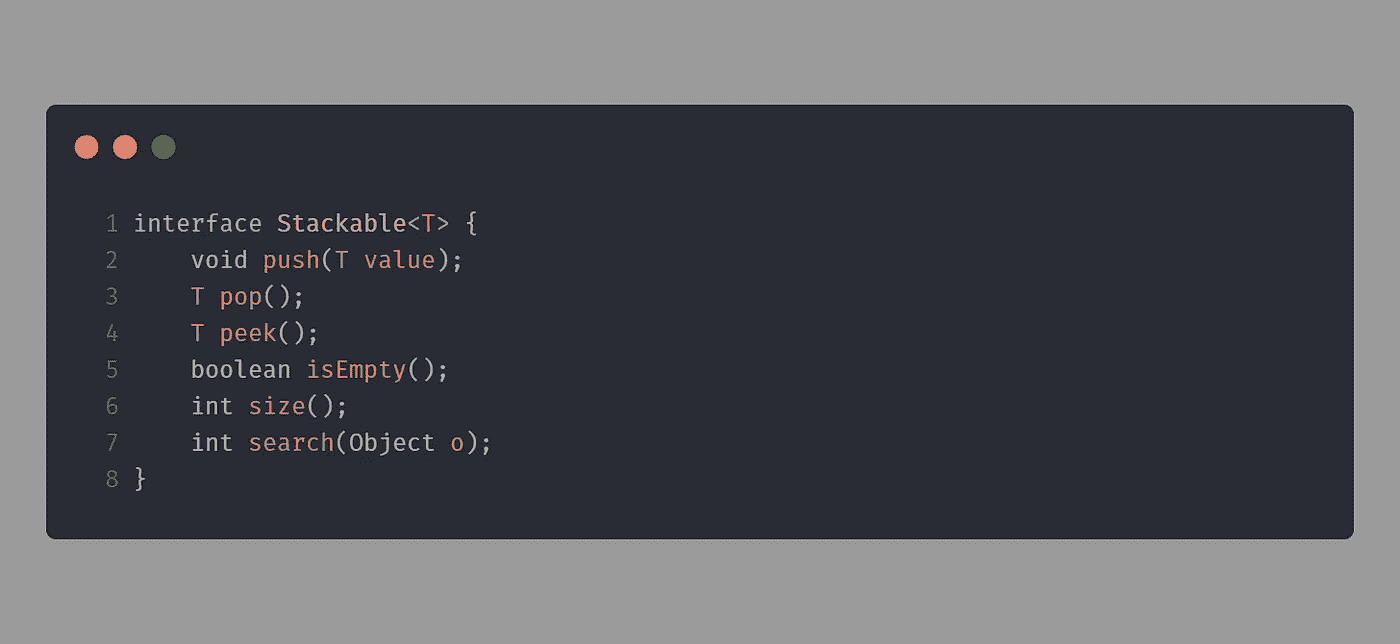 1 interface Stackable<T> {
2     void push(T value);
3     T pop();
4     T peek();
5     boolean isEmpty();
6     int size();
7     int search(Object o);
8 }